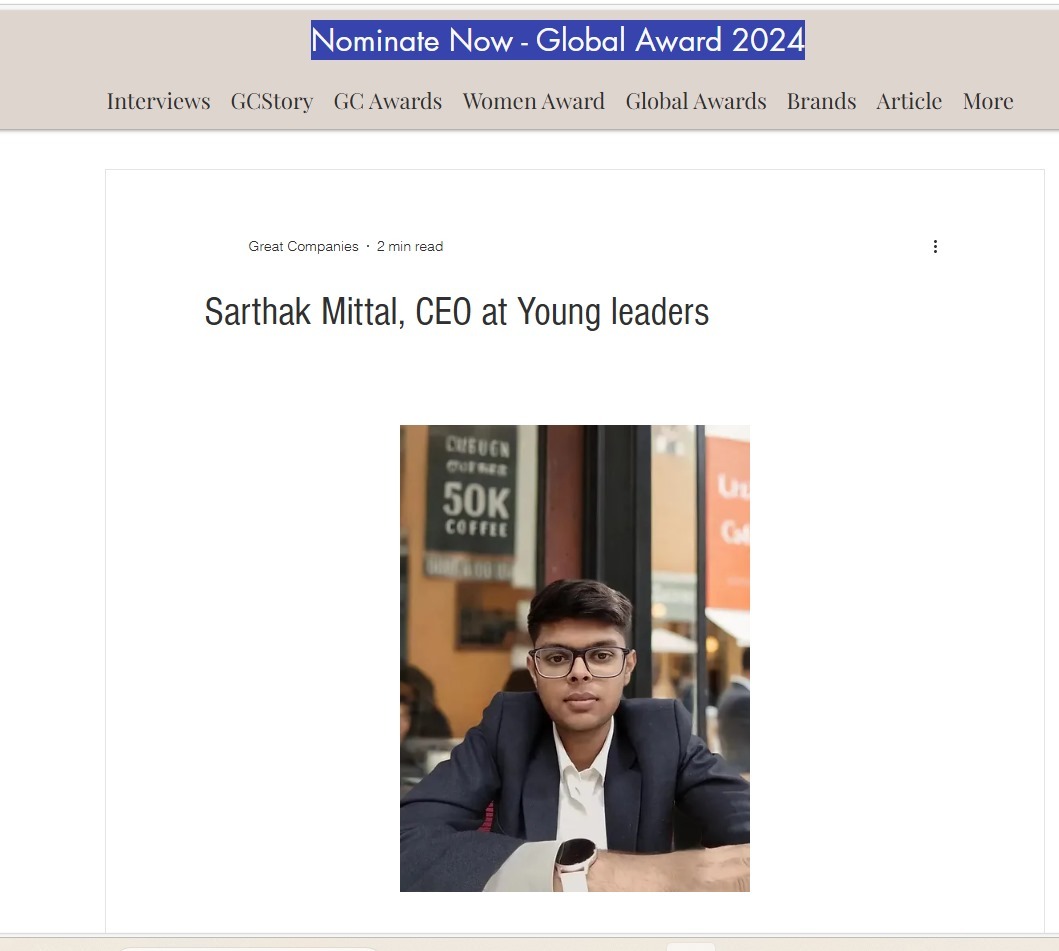 Nominate Now - Global Award 2024
Interviews GCStory GC Awards Women Award Global Awards Brands Article More
Great Companies · 2 min read
Sarthak Mittal, CEO at Young leaders
50K
COFFEE